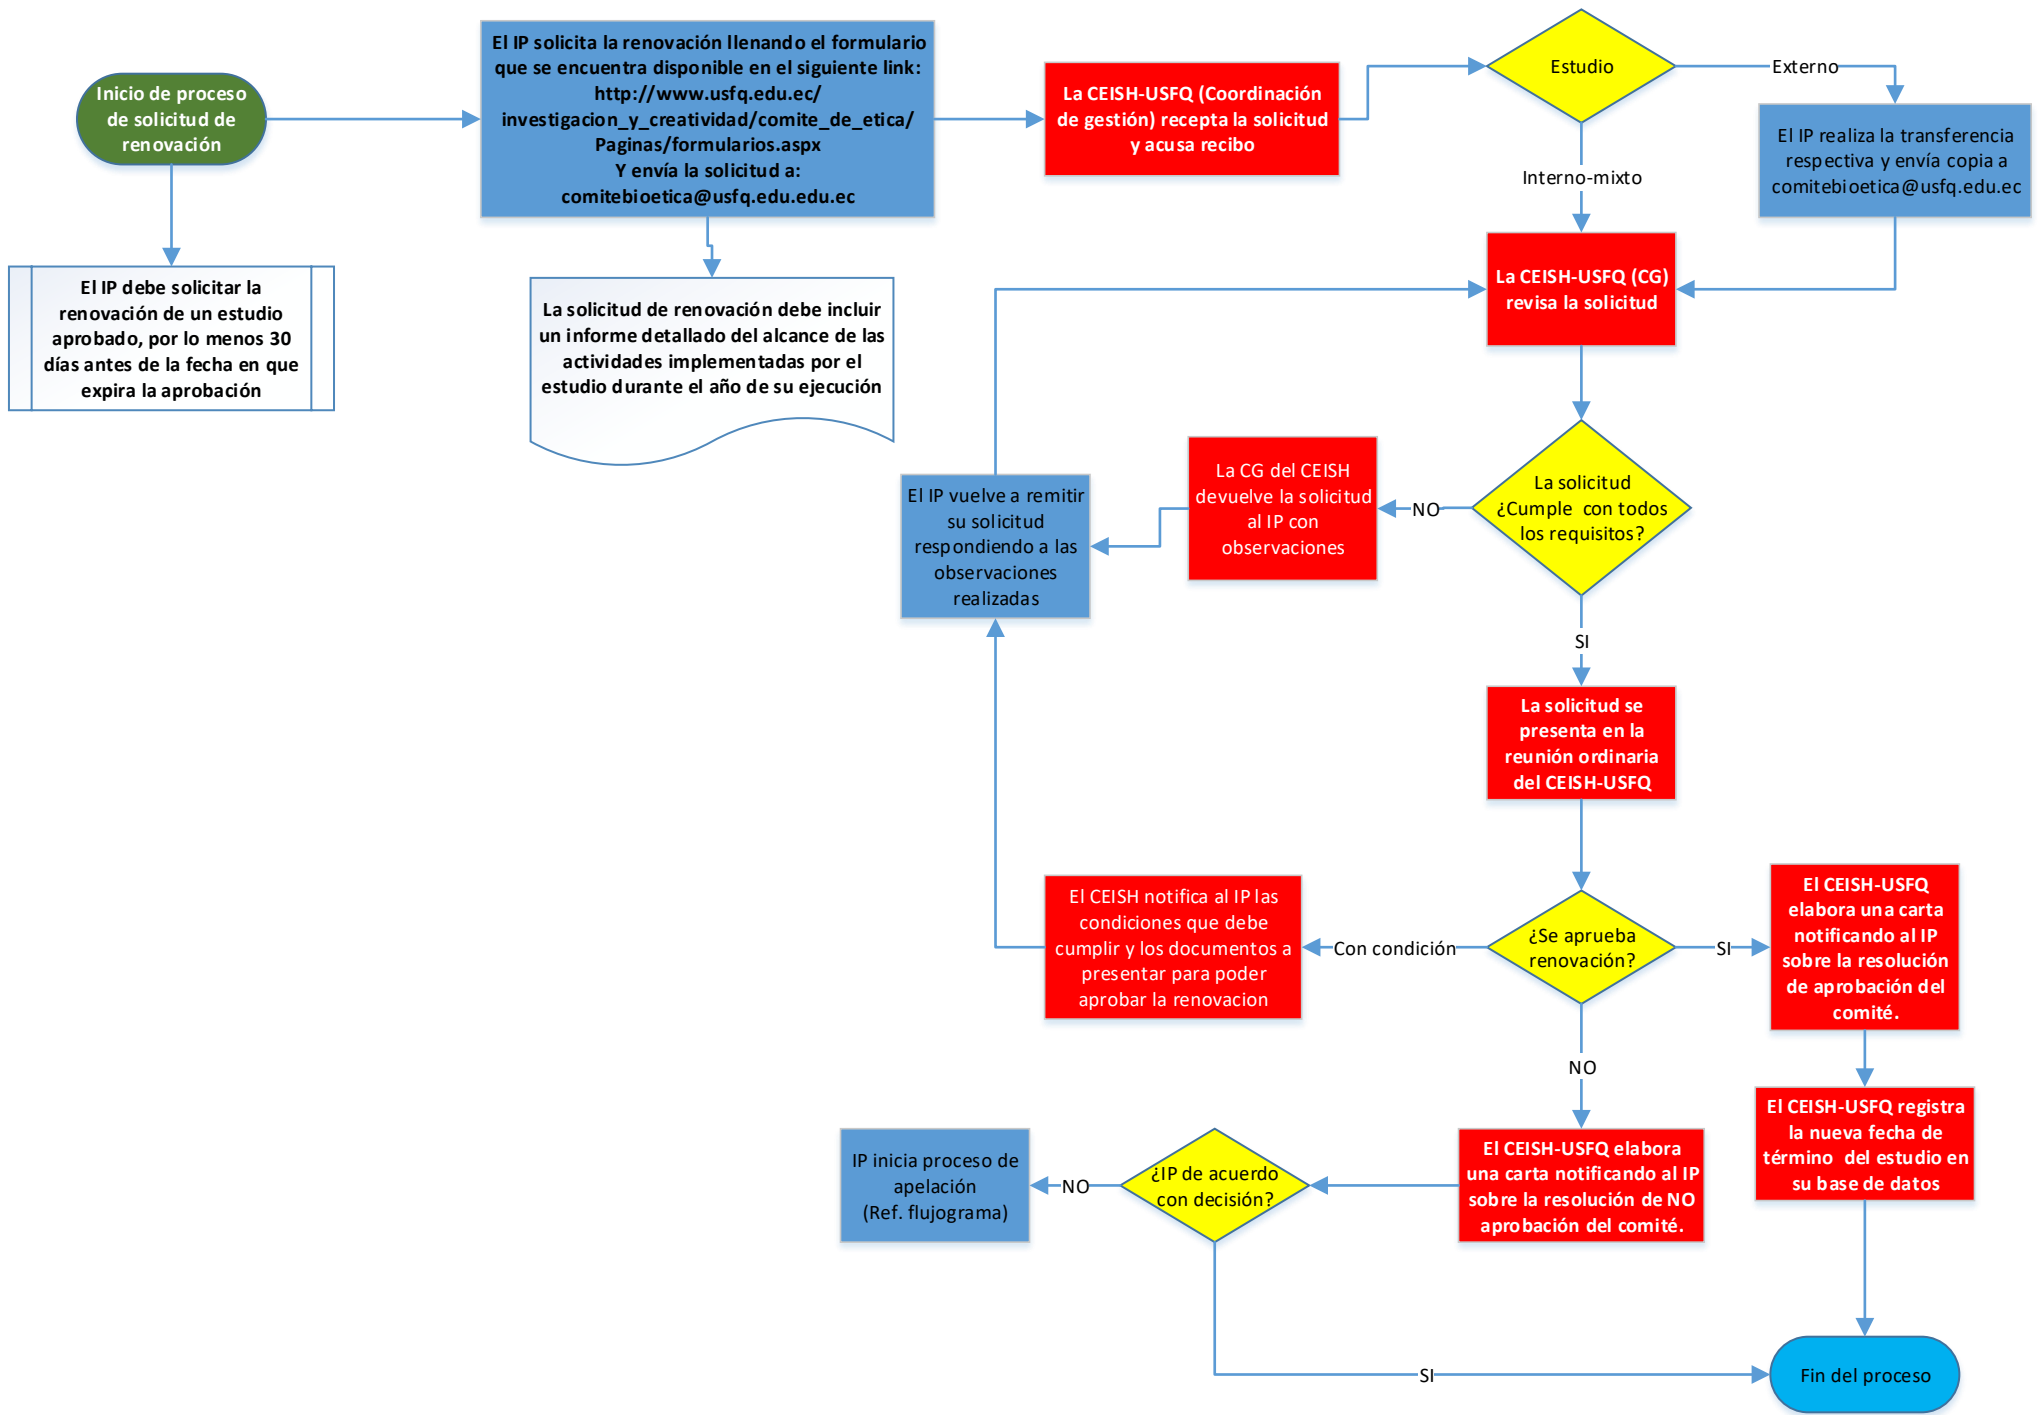 Inicio de proceso
de solicitud de
renovación
El IP debe solicitar la
renovación de un estudio
aprobado, por lo menos 30
días antes de la fecha en que
expira la aprobación
El IP solicita la renovación llenando el formulario
que se encuentra disponible en el siguiente link:
http://www.usfq.edu.ec/
investigacion_y_creatividad/comite_de_etica/
Paginas/formularios.aspx
Y envía la solicitud a:
comitebioetica@usfq.edu.edu.ec
La solicitud de renovación debe incluir
un informe detallado del alcance de las
actividades implementadas por el
estudio durante el año de su ejecución
La CEISH-USFQ (Coordinación
de gestión) recepta la solicitud
y acusa recibo
Estudio
Externo
El IP realiza la transferencia
respectiva y envía copia a
comitebioetica@usfq.edu.ec
Interno-mixto
La CEISH-USFQ (CG)
revisa la solicitud
La solicitud
¿Cumple  con todos
los requisitos?
NO
La CG del CEISH
devuelve la solicitud
al IP con
observaciones
El IP vuelve a remitir
su solicitud
respondiendo a las
observaciones
realizadas
SI
La solicitud se
presenta en la
reunión ordinaria
del CEISH-USFQ
¿Se aprueba
renovación?
Con condición
El CEISH notifica al IP las
condiciones que debe
cumplir y los documentos a
presentar para poder
aprobar la renovacion
SI
El CEISH-USFQ
elabora una carta
notificando al IP
sobre la resolución
de aprobación del
comité.
El CEISH-USFQ registra
la nueva fecha de
término  del estudio en
su base de datos
NO
El CEISH-USFQ elabora
una carta notificando al IP
sobre la resolución de NO
aprobación del comité.
¿IP de acuerdo
con decisión?
NO
IP inicia proceso de
apelación
(Ref. flujograma)
SI
Fin del proceso